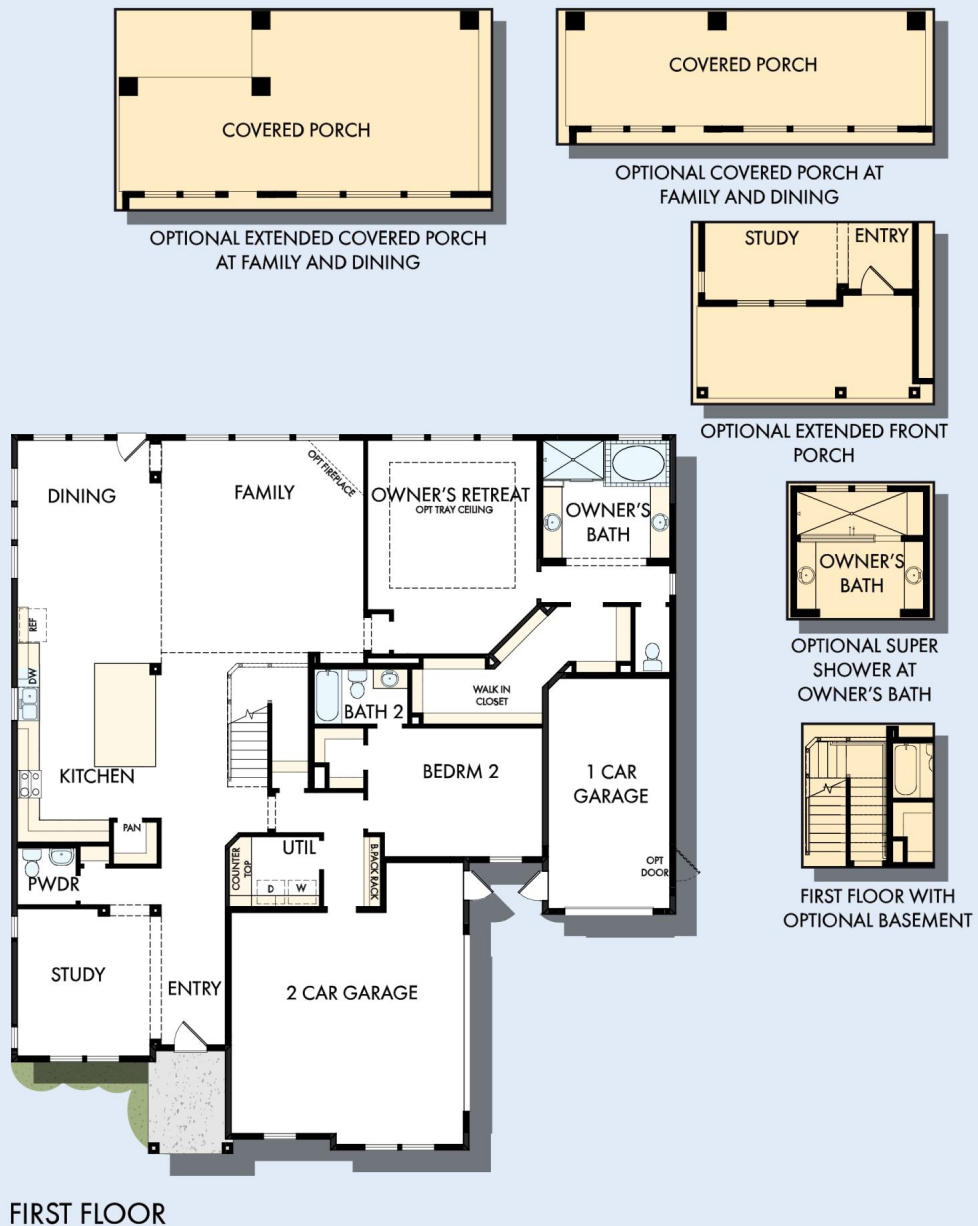 COVERED PORCH
OPTIONAL EXTENDED COVERED PORCH
AT FAMILY AND DINING
COVERED PORCH
OPTIONAL COVERED PORCH AT
FAMILY AND DINING
STUDY
ENTRY
OPTIONAL EXTENDED FRONT
PORCH
OWNER'S
BATH
OPTIONAL SUPER
SHOWER AT
OWNER'S BATH
FIRST FLOOR WITH
OPTIONAL BASEMENT
DINING
FAMILY
OPT FIREPLACE
OWNER'S RETREAT
OPT TRAY CEILING
OWNER'S
BATH
REF
DW
KITCHEN
PAN
BATH 2
WALK IN
CLOSET
BEDRM 2
1 CAR
GARAGE
OPT
DOOR
PWDR
COUNTER
TOP
UTIL
D
W
B.PACK RACK
STUDY
ENTRY
2 CAR GARAGE
FIRST FLOOR